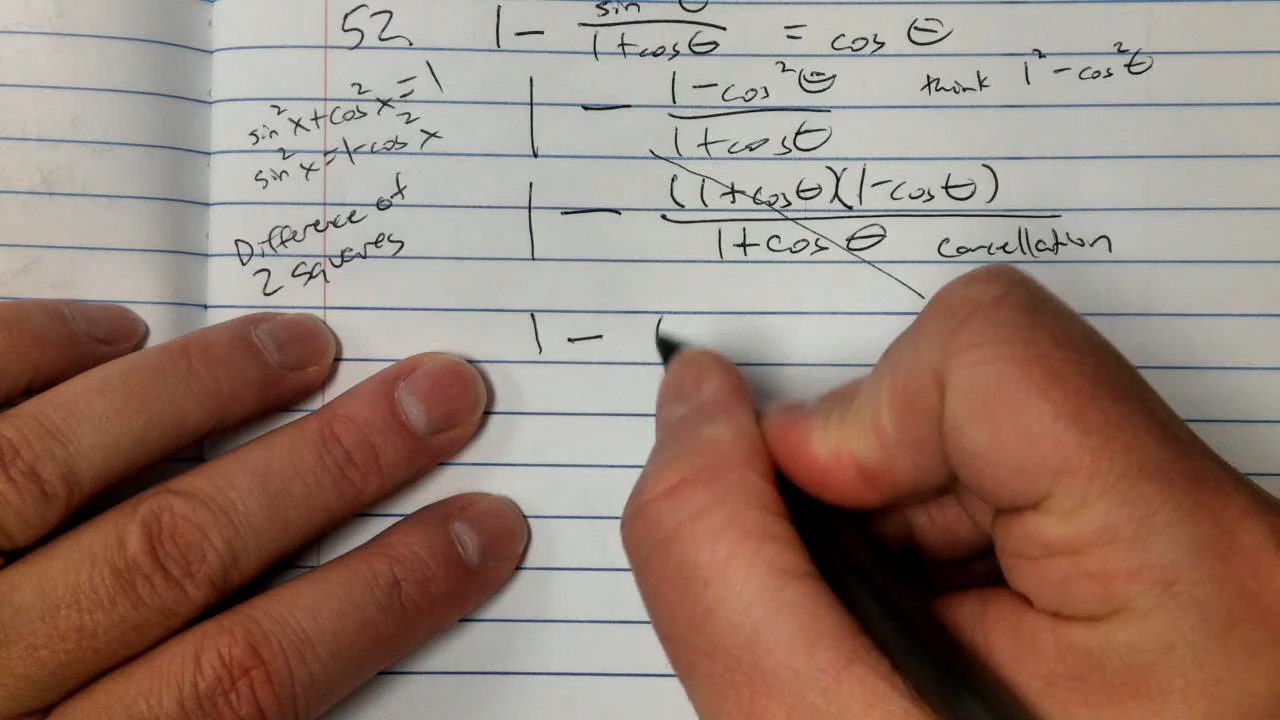 52 1 - sin θ / 1+cosθ = cos θ
sin²x+cos²x=1
sin²x=1-cos²x
1 - 1-cos²θ / 1+cosθ think 1²-cos²θ
Difference of
2 squares
1 - (1+cosθ)(1-cosθ) / 1+cosθ cancellation
1 - (